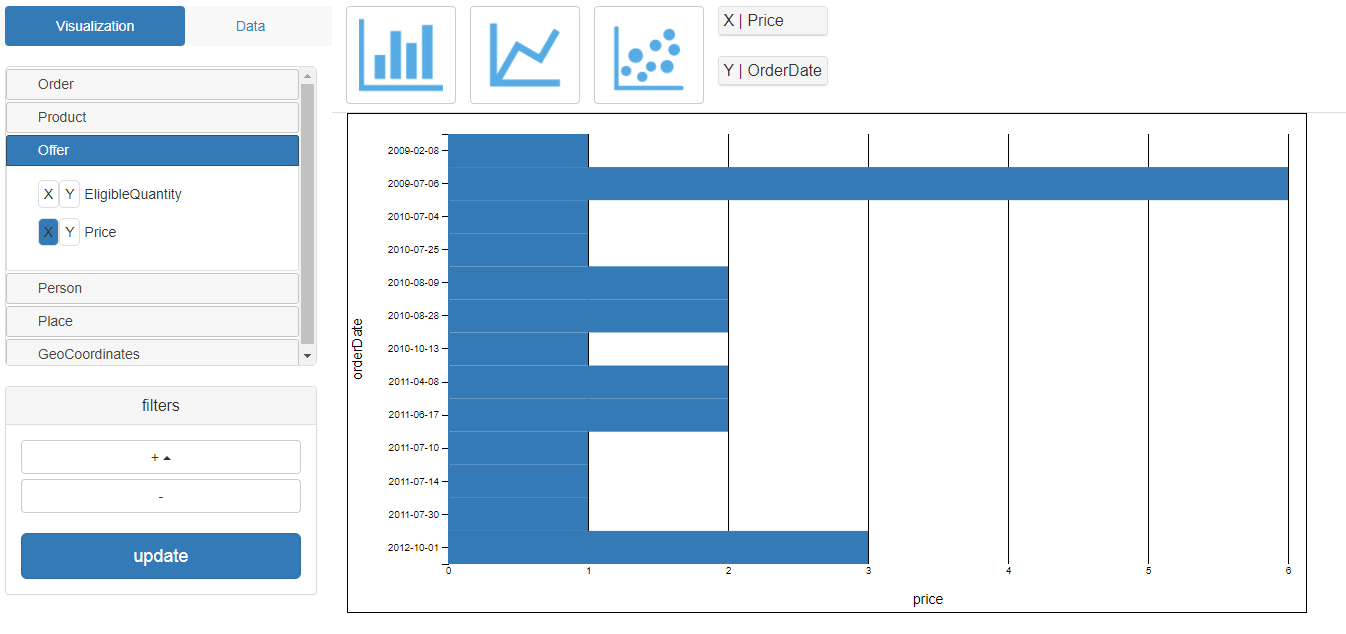 Visualization
Data
Order
Product
Offer
X Y EligibleQuantity
X Y Price
Person
Place
GeoCoordinates
filters
+
-
update
X | Price
Y | OrderDate
orderDate
2009-02-08
2009-07-06
2010-07-04
2010-07-25
2010-08-09
2010-08-28
2010-10-13
2011-04-08
2011-06-17
2011-07-10
2011-07-14
2011-07-30
2012-10-01
0 1 2 3 4 5 6
price